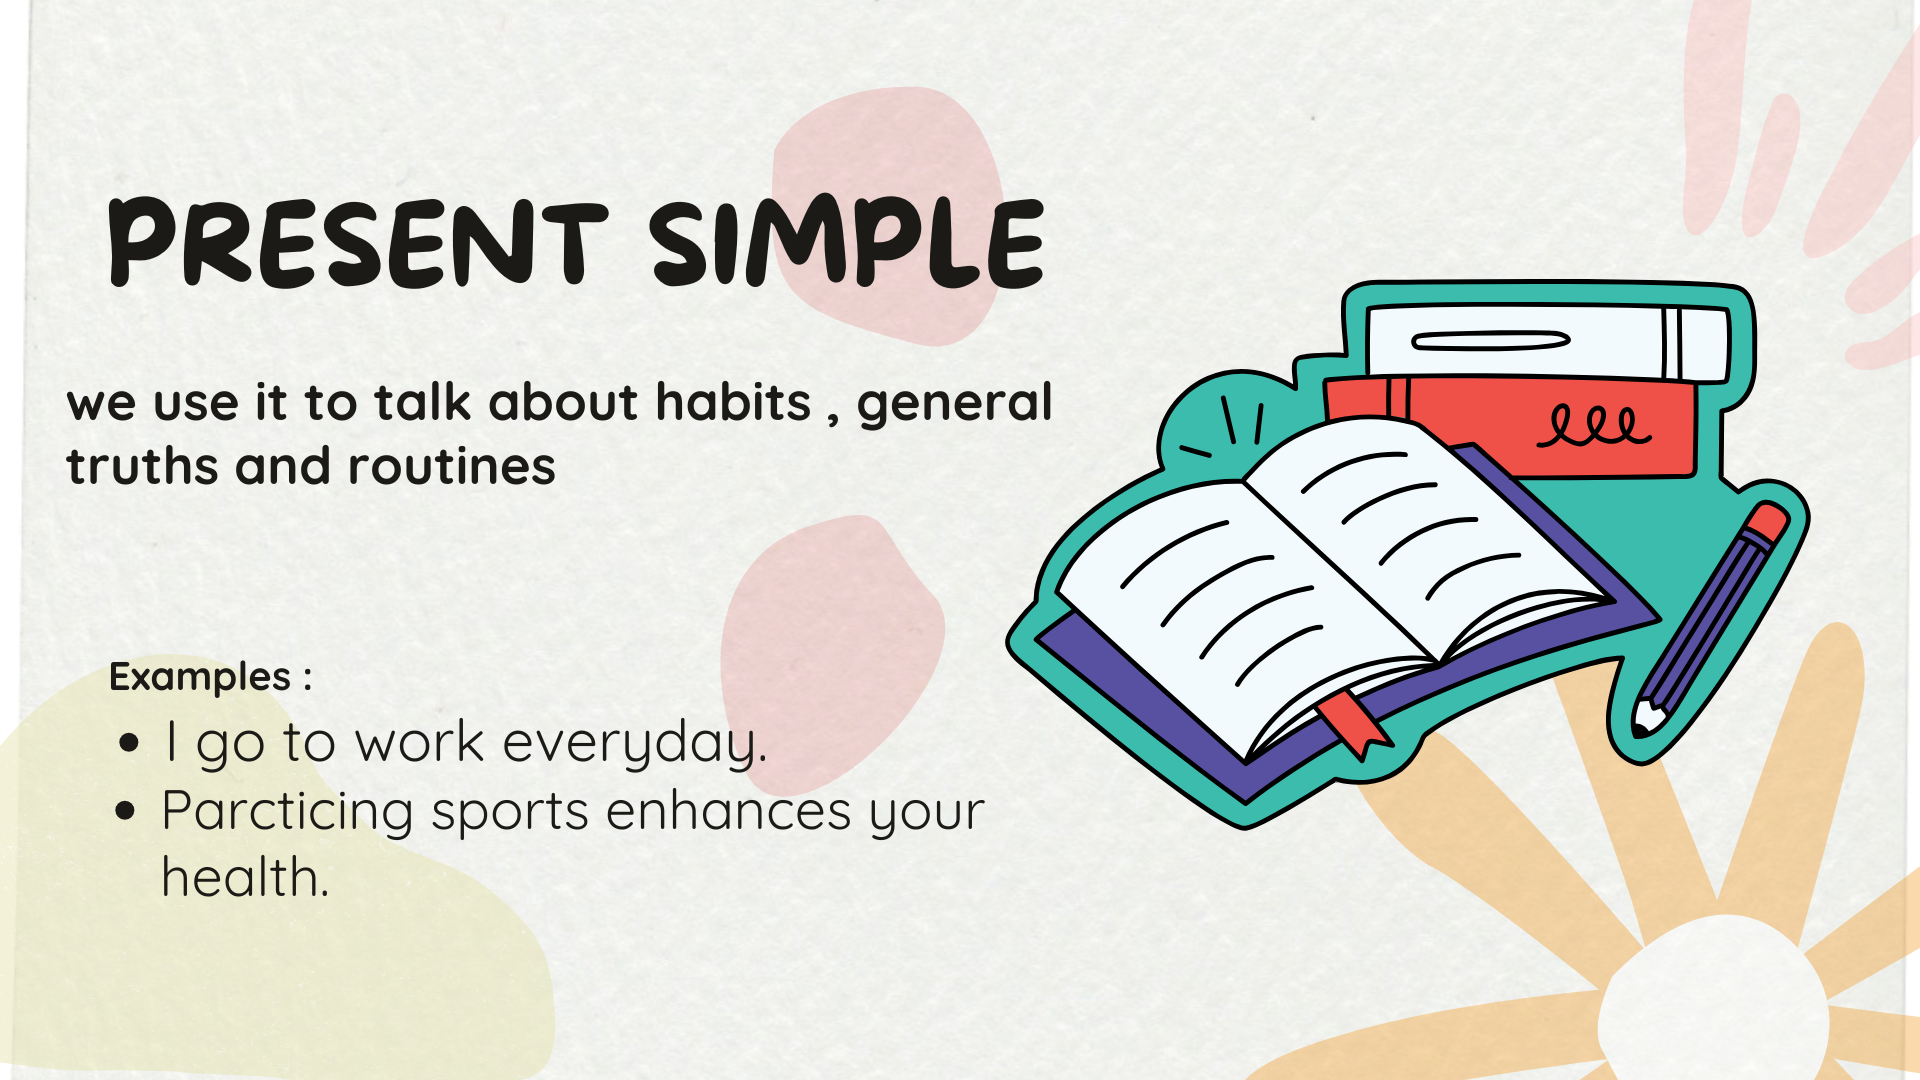 PRESENT SIMPLE
we use it to talk about habits , general
truths and routines
Examples :
• I go to work everyday.
• Parcticing sports enhances your
health.